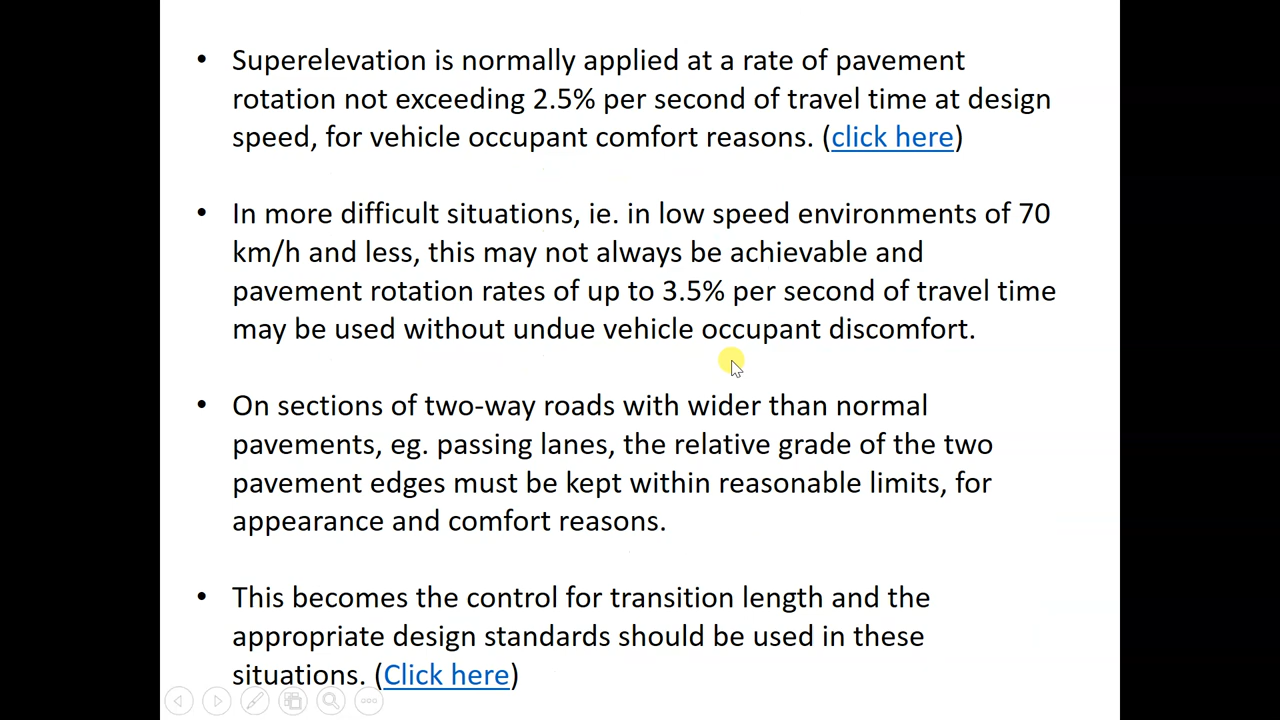 • Superelevation is normally applied at a rate of pavement
rotation not exceeding 2.5% per second of travel time at design
speed, for vehicle occupant comfort reasons. (click here)
• In more difficult situations, ie. in low speed environments of 70
km/h and less, this may not always be achievable and
pavement rotation rates of up to 3.5% per second of travel time
may be used without undue vehicle occupant discomfort.
• On sections of two-way roads with wider than normal
pavements, eg. passing lanes, the relative grade of the two
pavement edges must be kept within reasonable limits, for
appearance and comfort reasons.
• This becomes the control for transition length and the
appropriate design standards should be used in these
situations. (Click here)